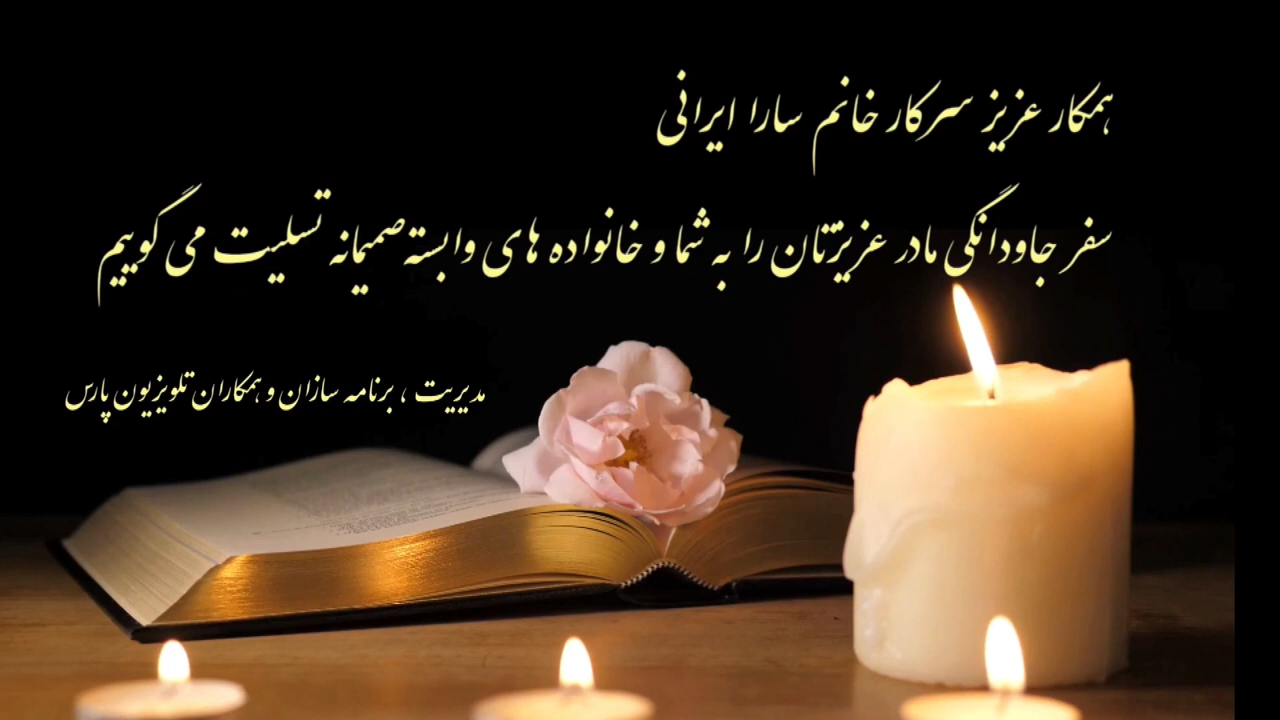 همکار عزیز سرکار خانم سارا ایرانی
سفر جاودانگی مادر عزیزتان را به شما و خانواده های وابسته صمیمانه تسلیت می گوییم
مدیریت ، برنامه سازان و همکاران تلویزیون پارس